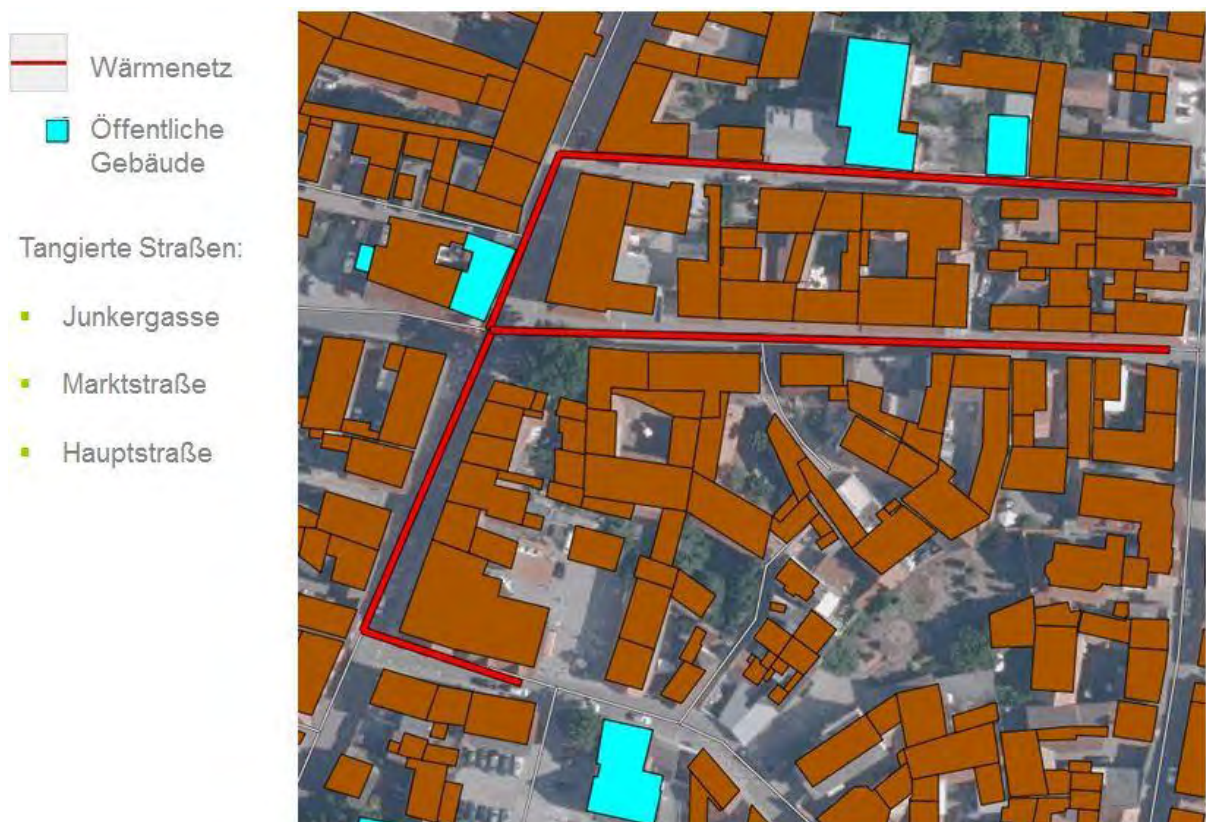 Wärmenetz
Öffentliche
Gebäude
Tangierte Straßen:
Junkergasse
Marktstraße
Hauptstraße